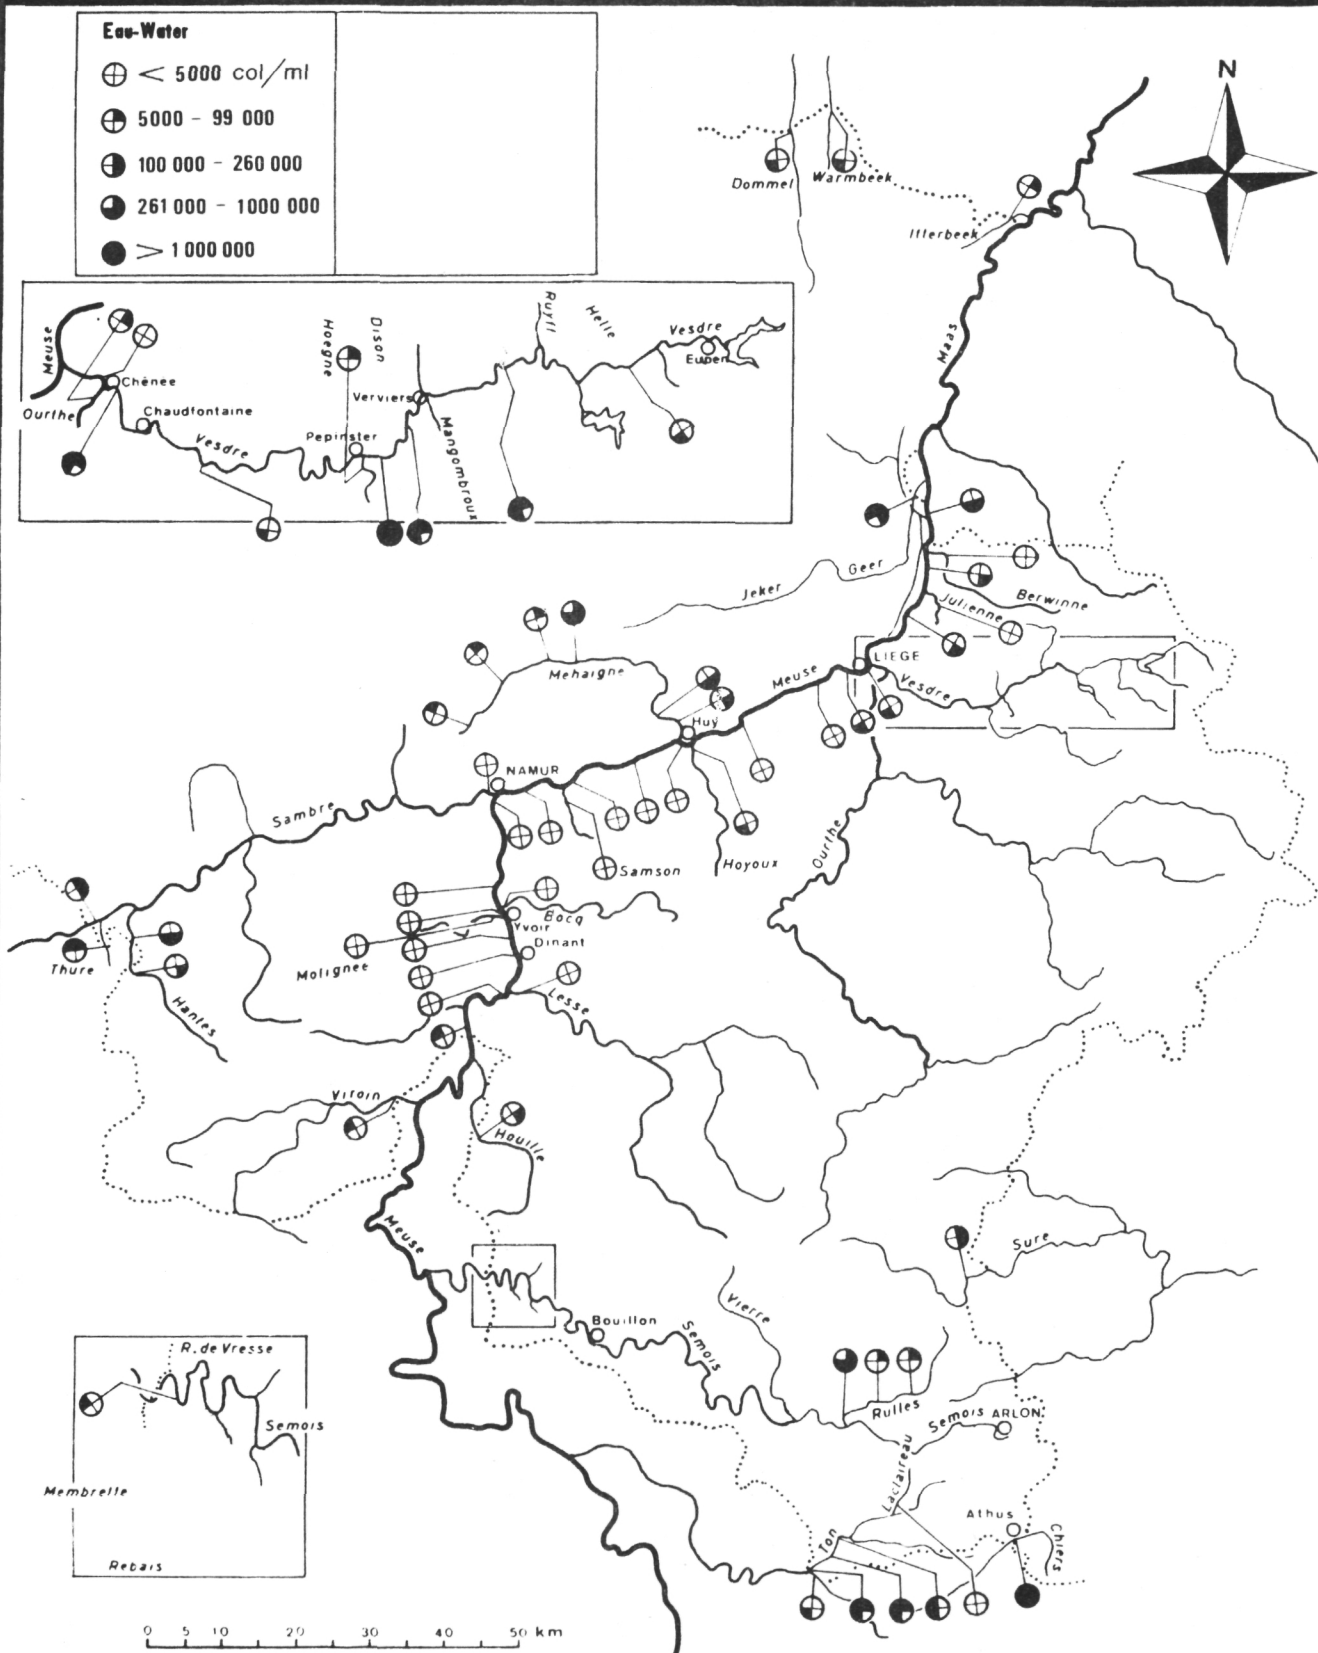 Eau-Water
< 5000 col/ml
5000 - 99 000
100 000 - 260 000
261 000 - 1000 000
> 1 000 000
N
Dommel
Warmbeek
Itterbeek
Maas
Meuse
Chênée
Ourthe
Chaudfontaine
Vesdre
Hoegne
Dison
Pepinster
Verviers
Mangombroux
Ruyff
Helle
Vesdre
Eupen
Jeker
Geer
Berwinne
Julienne
LIEGE
Vesdre
Mehaigne
Meuse
Huy
NAMUR
Sambre
Samson
Hoyoux
Ourthe
Bocq
Yvoir
Dinant
Molignee
Thure
Hantes
Lesse
Viroin
Houille
Meuse
Sure
Bouillon
Semois
Vierre
Rulles
Semois
ARLON
R. de Vresse
Semois
Membrette
Rebais
Laclaireau
Ton
Athus
Chiers
0 5 10 20 30 40 50 km